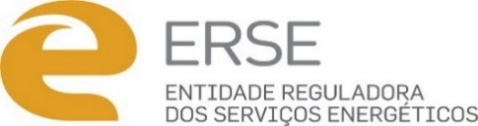 ERSE
ENTIDADE REGULADORA
DOS SERVIÇOS ENERGÉTICOS